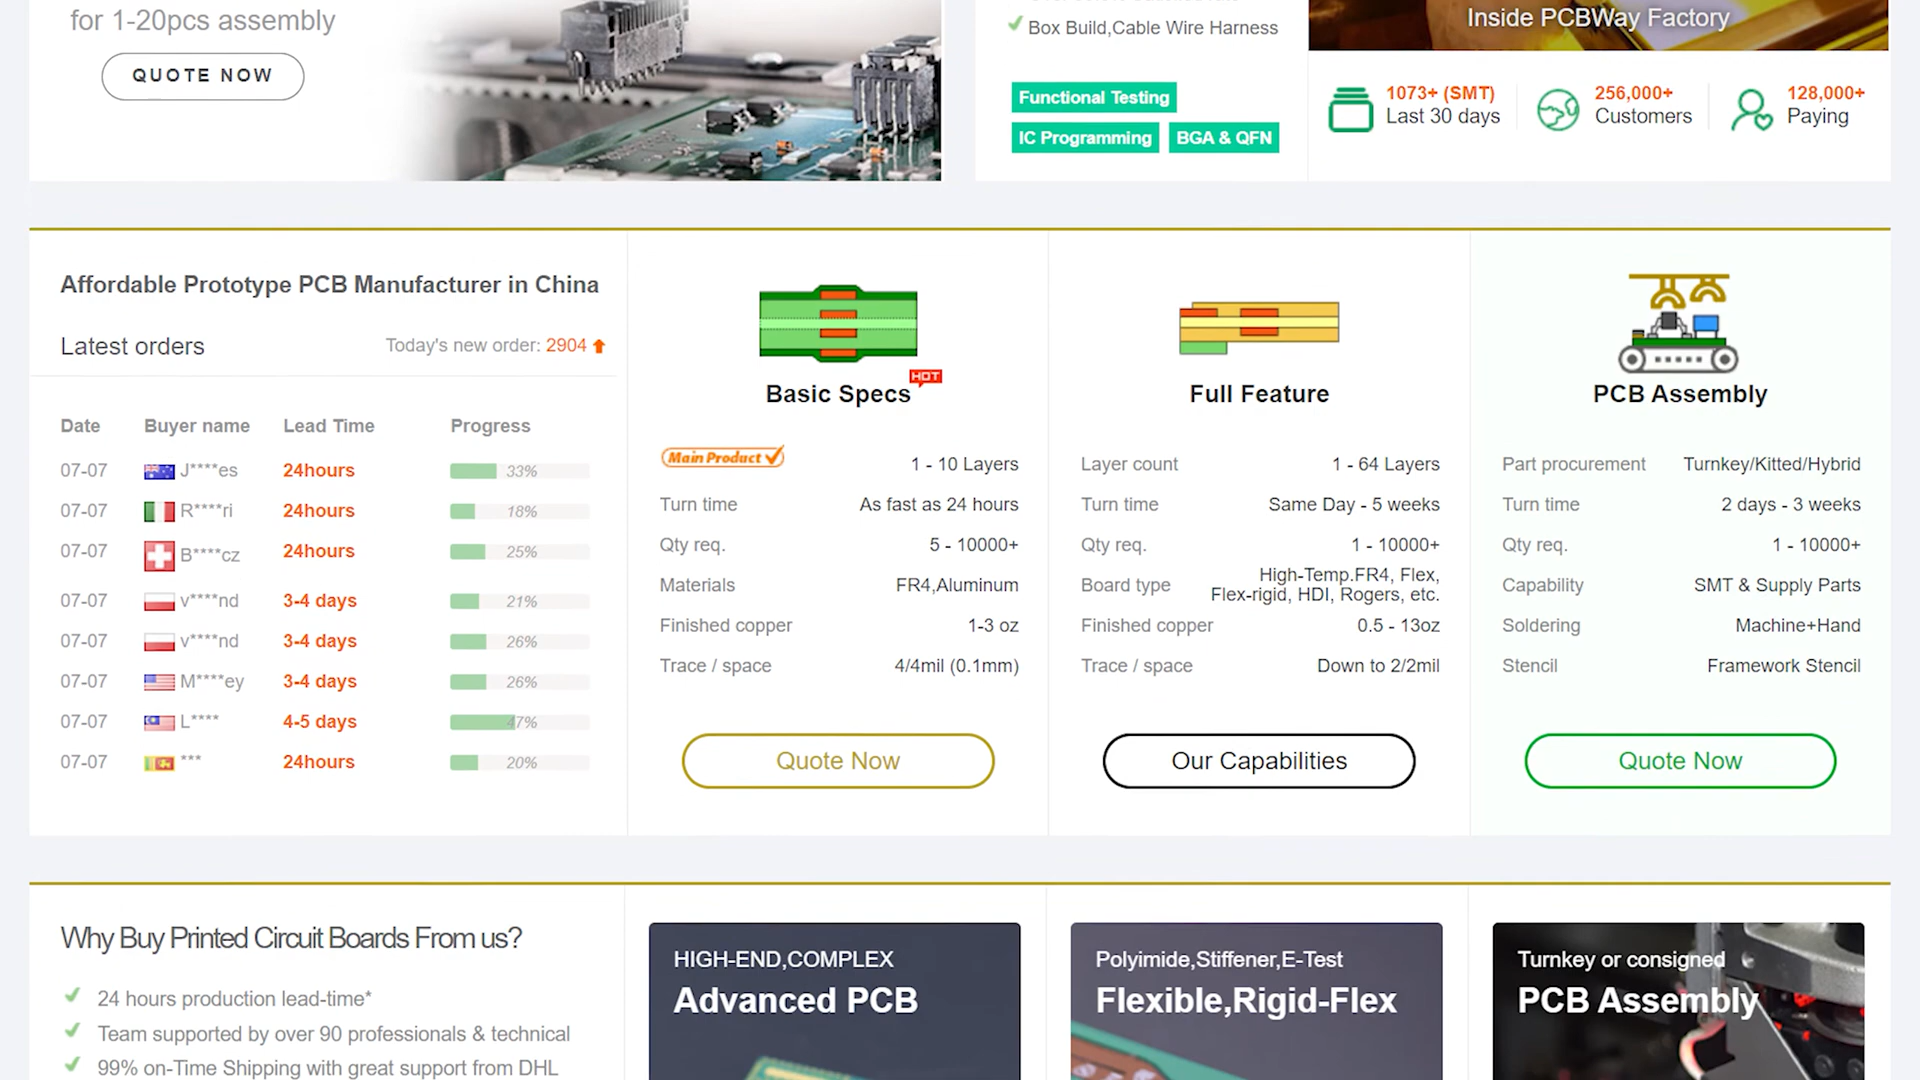 for 1-20pcs assembly
QUOTE NOW
Box Build,Cable Wire Harness
Functional Testing
IC Programming
BGA & QFN
Inside PCBWay Factory
1073+ (SMT)
Last 30 days
256,000+
Customers
128,000+
Paying
Affordable Prototype PCB Manufacturer in China
Latest orders
Today's new order: 2904
Date Buyer name Lead Time Progress
07-07 J****es 24hours 33%
07-07 R****ri 24hours 18%
07-07 B****cz 24hours 25%
07-07 v****nd 3-4 days 21%
07-07 v****nd 3-4 days 26%
07-07 M****ey 3-4 days 26%
07-07 L**** 4-5 days 47%
07-07 *** 24hours 20%
HOT
Basic Specs
Main Product 1 - 10 Layers
Turn time As fast as 24 hours
Qty req. 5 - 10000+
Materials FR4,Aluminum
Finished copper 1-3 oz
Trace / space 4/4mil (0.1mm)
Quote Now
Full Feature
Layer count 1 - 64 Layers
Turn time Same Day - 5 weeks
Qty req. 1 - 10000+
Board type High-Temp.FR4, Flex,
Flex-rigid, HDI, Rogers, etc.
Finished copper 0.5 - 13oz
Trace / space Down to 2/2mil
Our Capabilities
PCB Assembly
Part procurement Turnkey/Kitted/Hybrid
Turn time 2 days - 3 weeks
Qty req. 1 - 10000+
Capability SMT & Supply Parts
Soldering Machine+Hand
Stencil Framework Stencil
Quote Now
Why Buy Printed Circuit Boards From us?
24 hours production lead-time*
Team supported by over 90 professionals & technical
99% on-Time Shipping with great support from DHL
HIGH-END,COMPLEX
Advanced PCB
Polyimide,Stiffener,E-Test
Flexible,Rigid-Flex
Turnkey or consigned
PCB Assembly